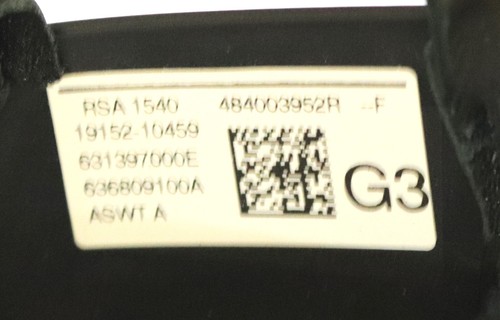 RSA 1540 484003952R --F
19152-10459
631397000E
636809100A
ASWT A
G3